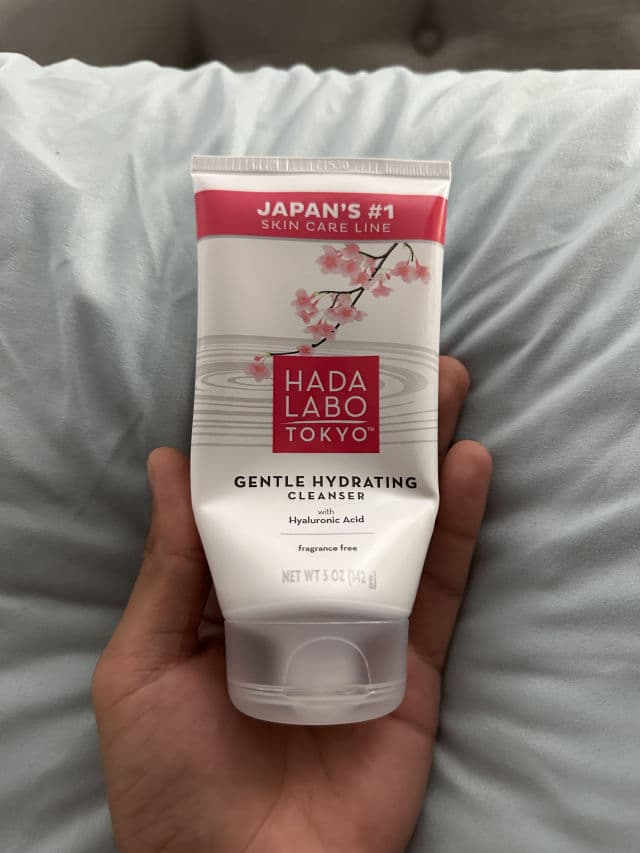 JAPAN'S #1
SKIN CARE LINE
HADA
LABO
TOKYO™
GENTLE HYDRATING
CLEANSER
with
Hyaluronic Acid
fragrance free
NET WT 5 OZ (142 g)